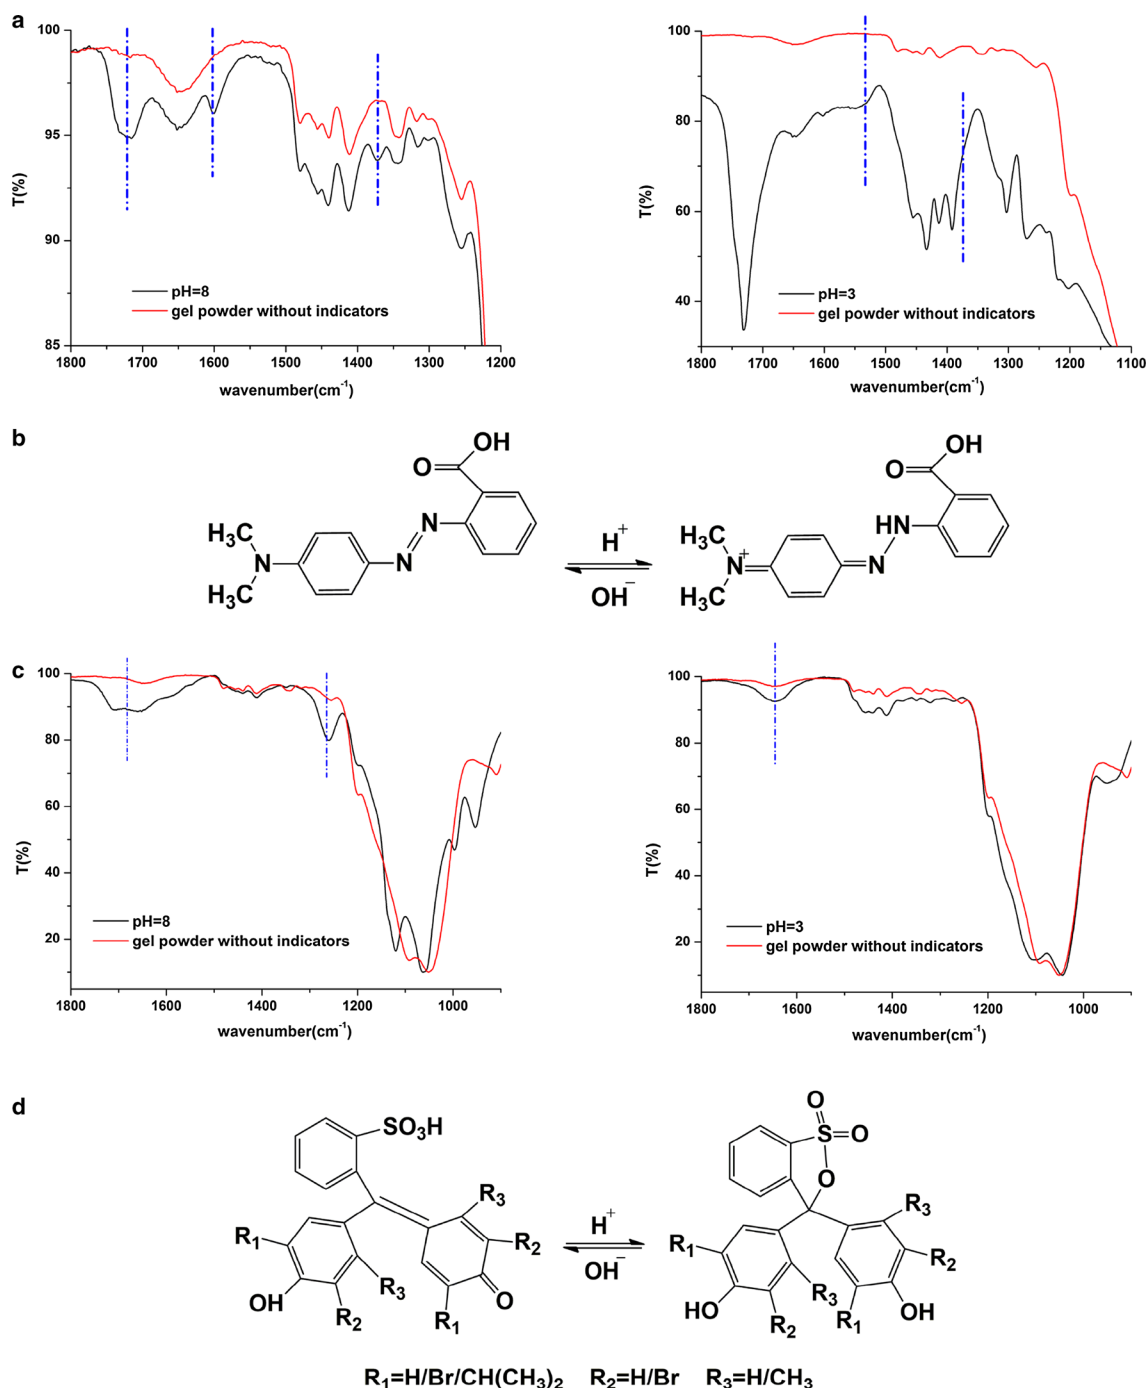 a
100
95
90
85
T(%)
pH=8
gel powder without indicators
1800 1700 1600 1500 1400 1300 1200
wavenumber(cm⁻¹)
100
80
60
40
T(%)
pH=3
gel powder without indicators
1800 1700 1600 1500 1400 1300 1200 1100
wavenumber(cm⁻¹)
b
OH
O
N
H₃C
N
N
H₃C
H⁺
OH⁻
OH
O
HN
H₃C
N⁺
N
H₃C
c
100
80
60
40
20
T(%)
pH=8
gel powder without indicators
1800 1600 1400 1200 1000
wavenumber(cm⁻¹)
100
80
60
40
20
T(%)
pH=3
gel powder without indicators
1800 1600 1400 1200 1000
wavenumber(cm⁻¹)
d
SO₃H
R₃
R₁
R₂
R₃
O
OH
R₂
R₁
H⁺
OH⁻
O
S=O
O
R₃
R₁
R₂
R₃
HO
R₂
R₁
OH
R₁=H/Br/CH(CH₃)₂ R₂=H/Br R₃=H/CH₃